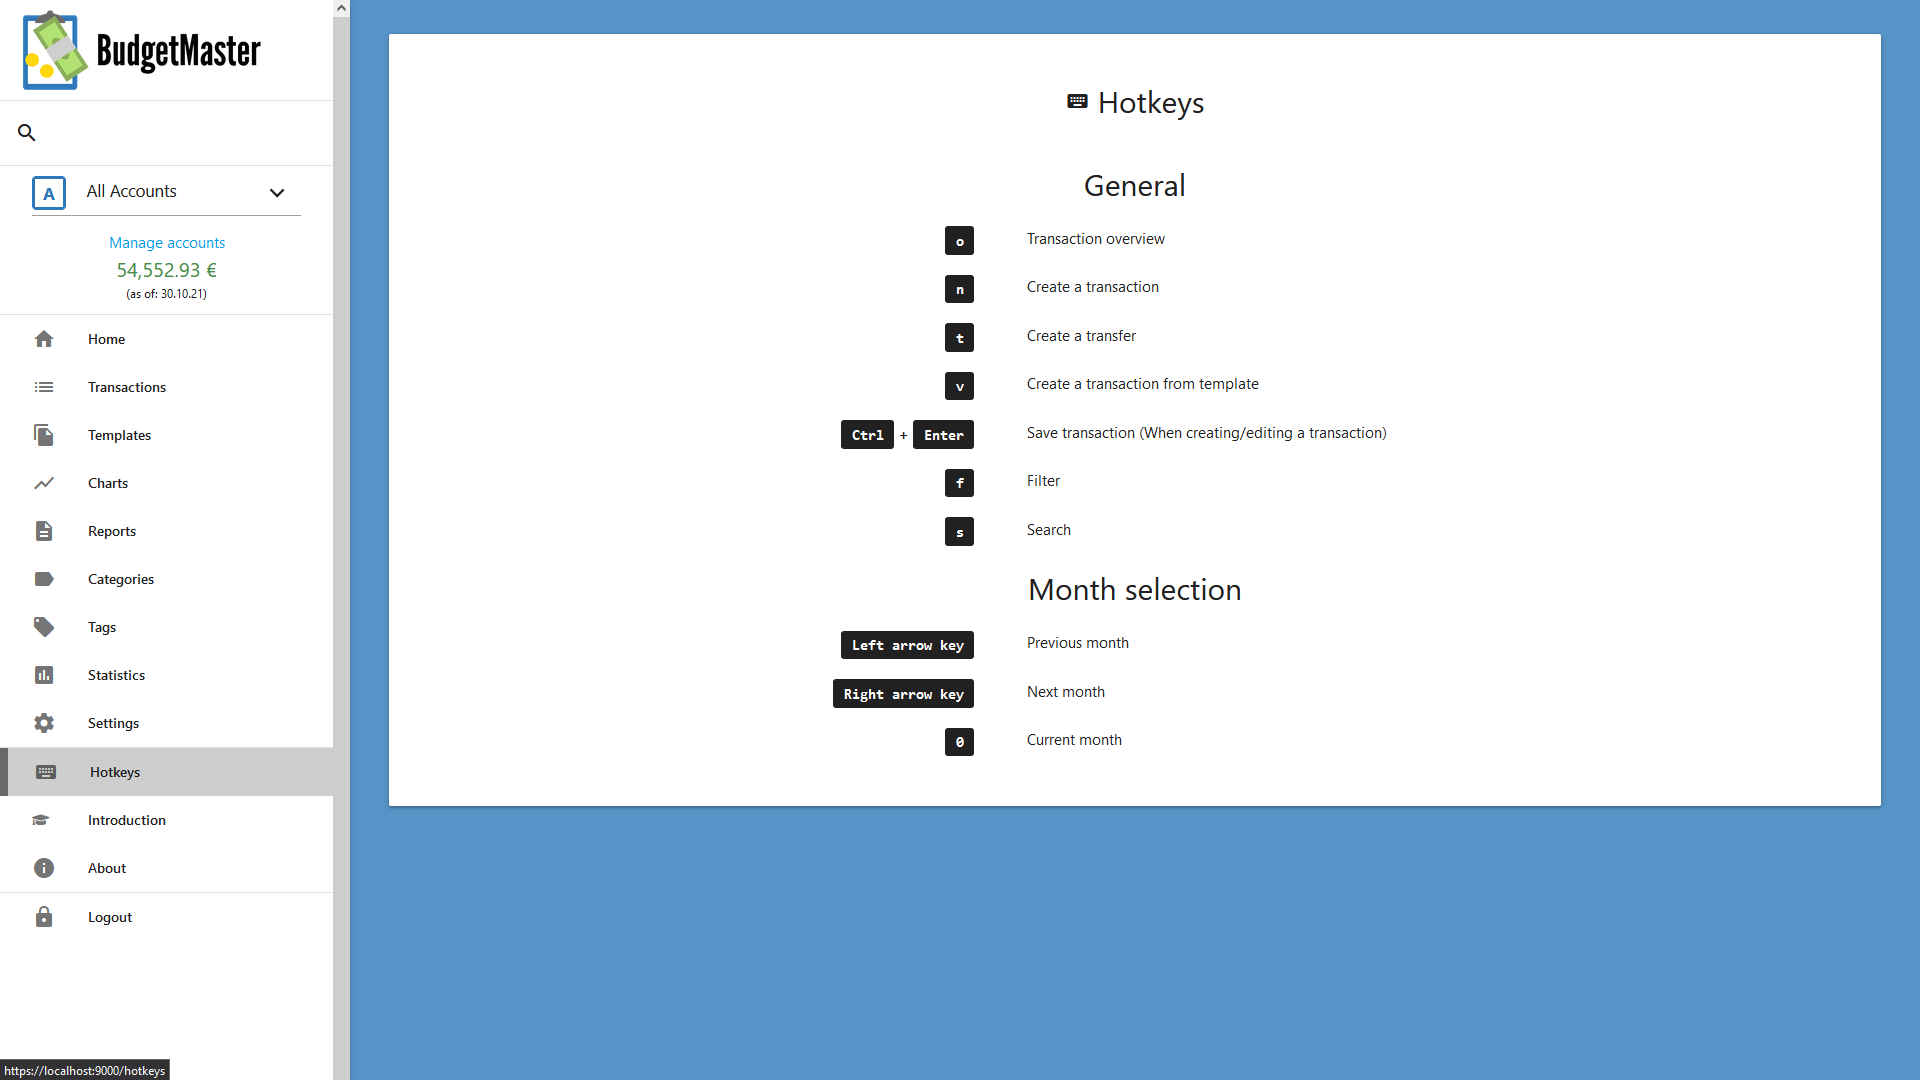 BudgetMaster
A All Accounts
Manage accounts
54,552.93 €
(as of: 30.10.21)
Home
Transactions
Templates
Charts
Reports
Categories
Tags
Statistics
Settings
Hotkeys
Introduction
About
Logout
https://localhost:9000/hotkeys
Hotkeys
General
o Transaction overview
n Create a transaction
t Create a transfer
v Create a transaction from template
Ctrl + Enter Save transaction (When creating/editing a transaction)
f Filter
s Search
Month selection
Left arrow key Previous month
Right arrow key Next month
0 Current month